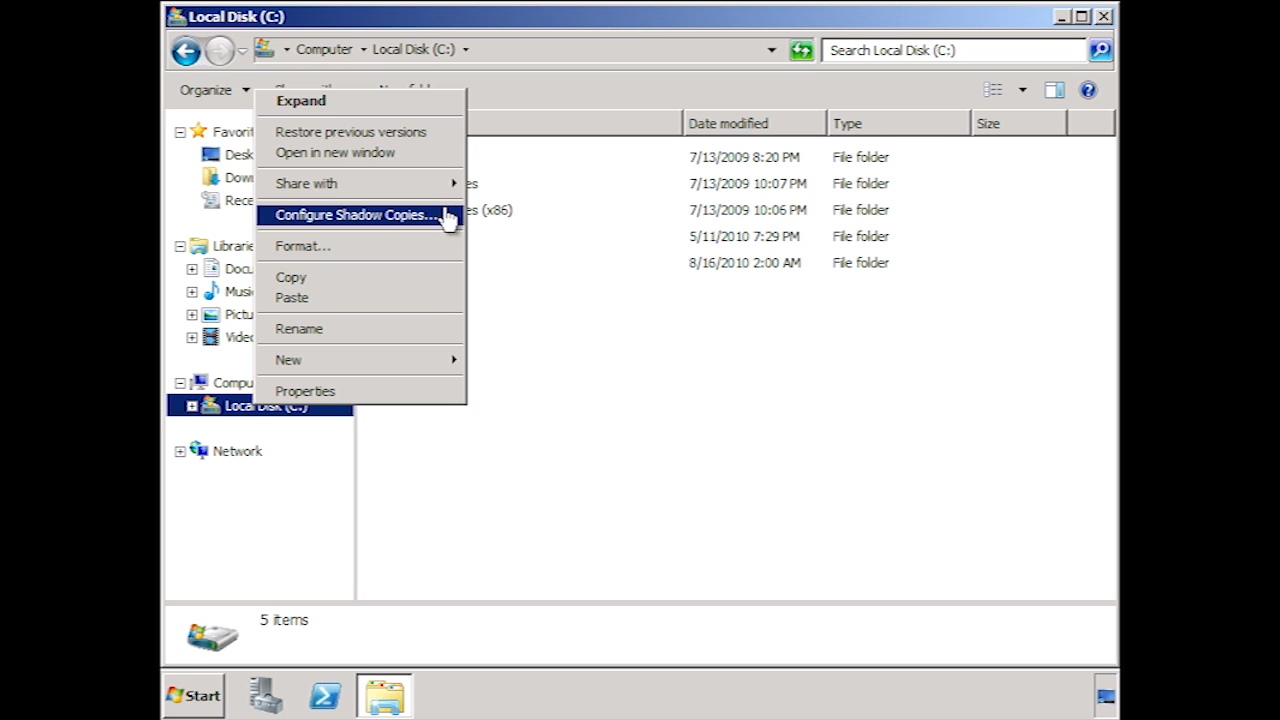 Local Disk (C:)
Computer Local Disk (C:)
Search Local Disk (C:)
Organize
Expand
Date modified Type Size
Restore previous versions
Desk 7/13/2009 8:20 PM File folder
Open in new window
Share with
es 7/13/2009 10:07 PM File folder
Configure Shadow Copies...
es (x86) 7/13/2009 10:06 PM File folder
5/11/2010 7:29 PM File folder
Format...
8/16/2010 2:00 AM File folder
Copy
Paste
Rename
New
Properties
Local Disk (C:)
Network
5 items
Start